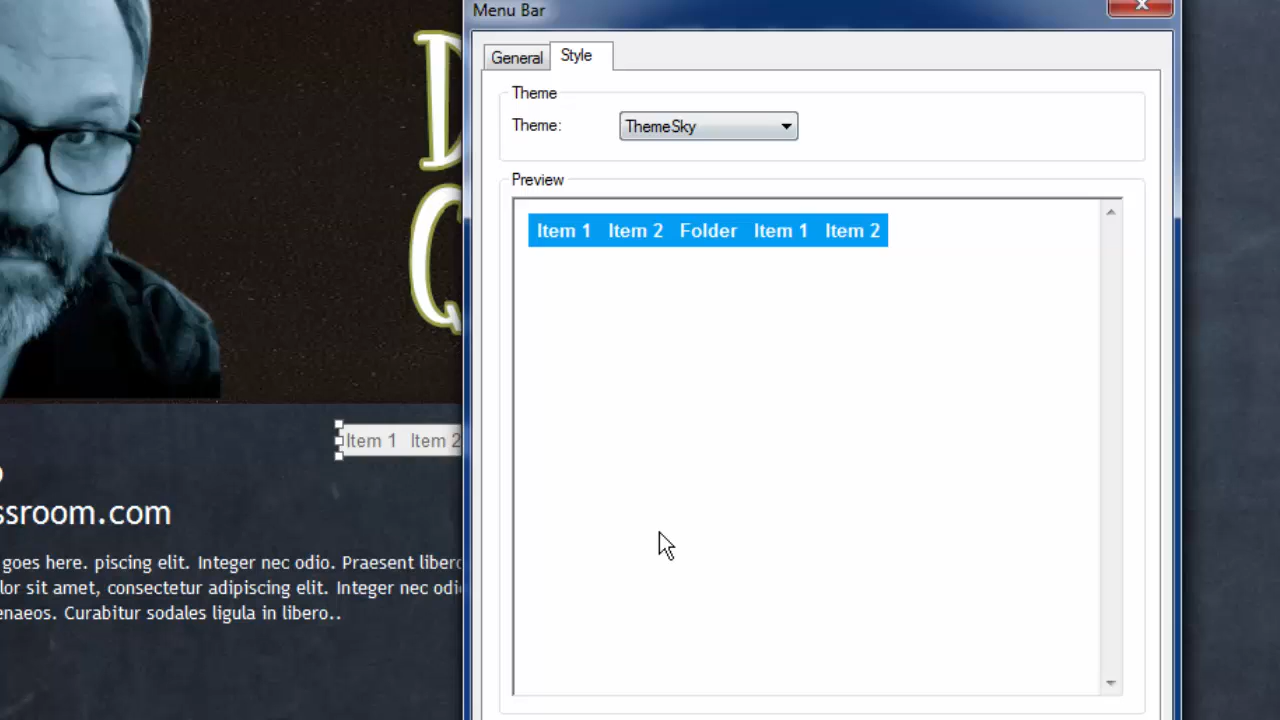 Menu Bar
General Style
Theme
Theme: ThemeSky
Preview
Item 1 Item 2 Folder Item 1 Item 2
D
C
Item 1 Item 2
ssroom.com
goes here. piscing elit. Integer nec odio. Praesent liberc
lor sit amet, consectetur adipiscing elit. Integer nec odi
enaeos. Curabitur sodales ligula in libero..